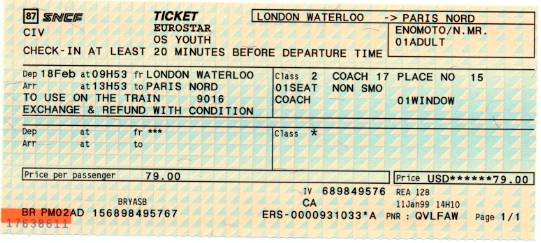 87 SNCF TICKET LONDON WATERLOO -> PARIS NORD
CIV EUROSTAR ENOMOTO/N.MR.
OS YOUTH 01ADULT
CHECK-IN AT LEAST 20 MINUTES BEFORE DEPARTURE TIME
Dep 18Feb at 09H53 fr LONDON WATERLOO Class 2 COACH 17 PLACE NO 15
Arr at 13H53 to PARIS NORD 01SEAT NON SMO
TO USE ON THE TRAIN 9016 COACH 01WINDOW
EXCHANGE & REFUND WITH CONDITION
Dep at fr *** Class *
Arr at to
Price per passenger 79.00 Price USD******79.00
IV 689849576 REA 128
BRYASB CA 11Jan99 14H10
BR PM02AD 156898495767 ERS-0000931033*A PNR : QVLFAW Page 1/1
17638611